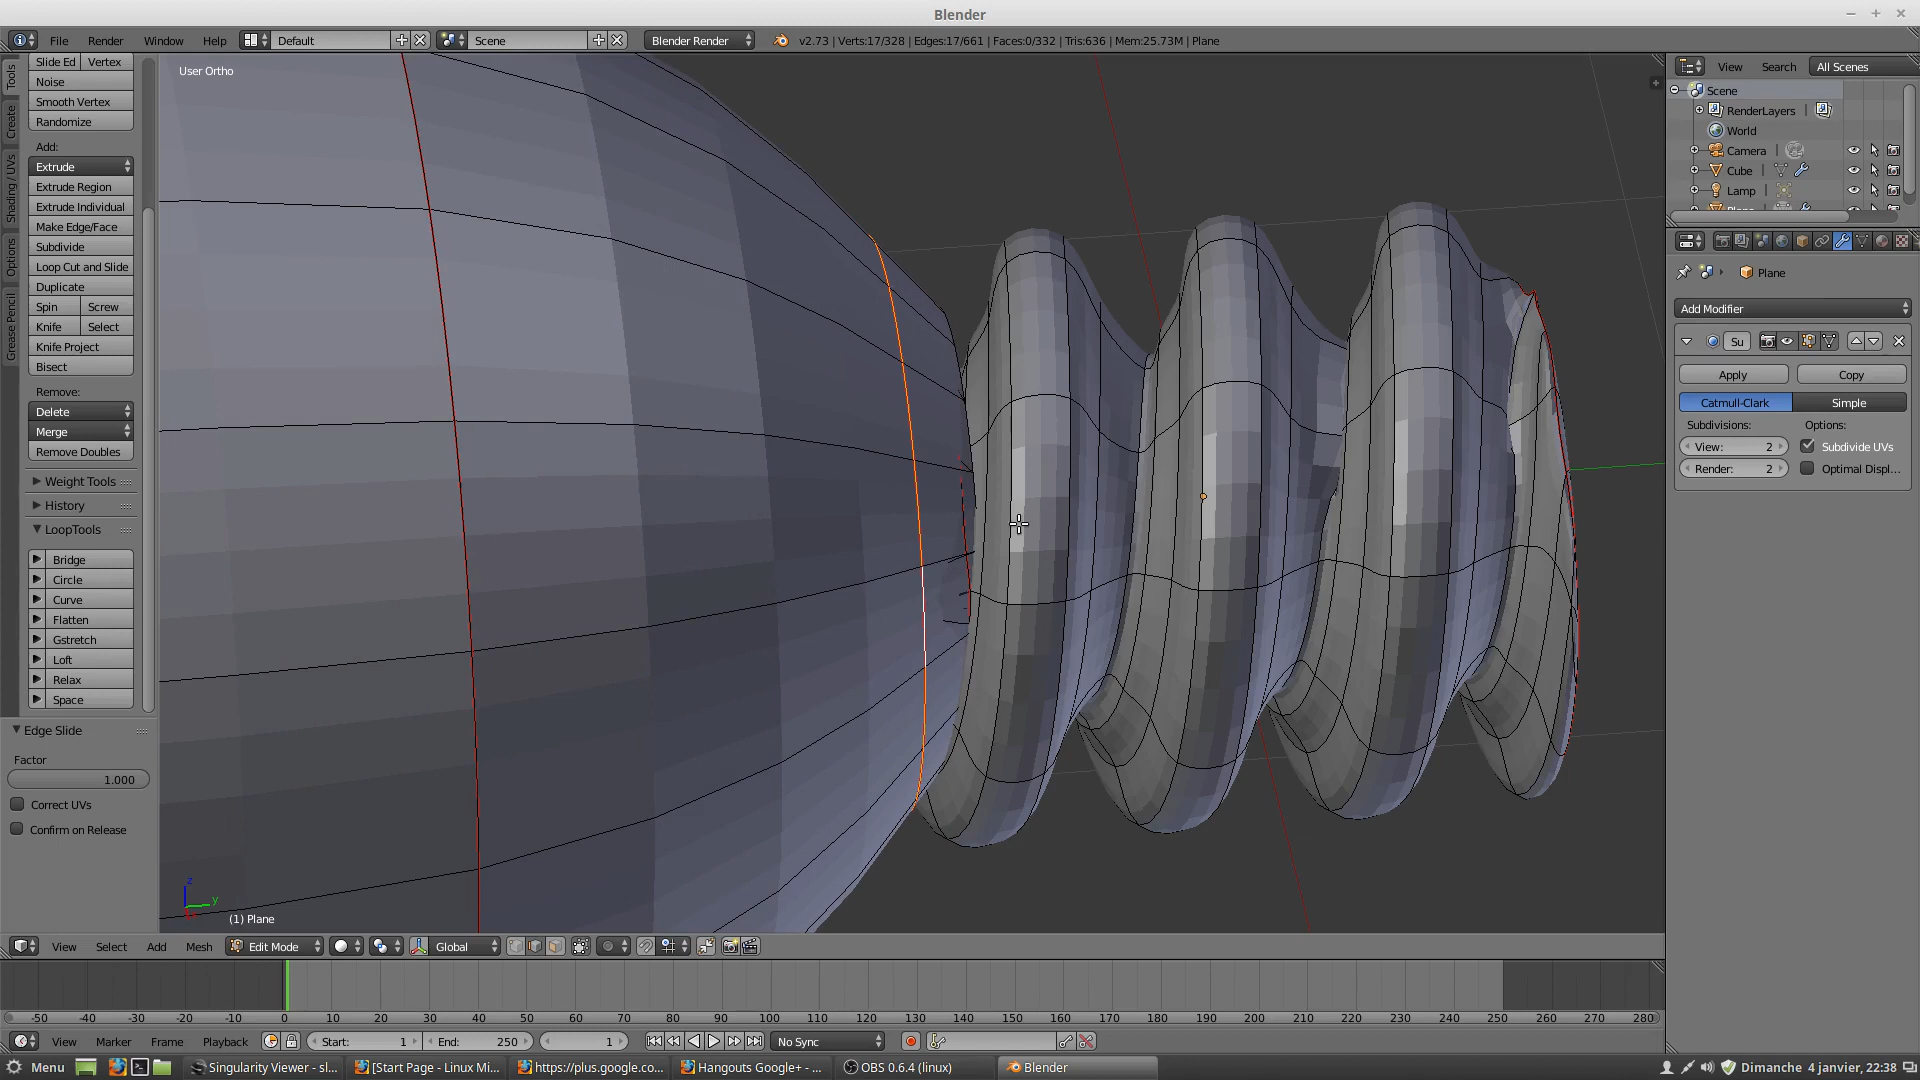 Blender
File Render Window Help Default Scene Blender Render v2.73 | Verts:17/328 | Edges:17/661 | Faces:0/332 | Tris:636 | Mem:25.73M | Plane
Slide Ed Vertex
Noise
Smooth Vertex
Randomize
Add:
Extrude
Extrude Region
Extrude Individual
Make Edge/Face
Subdivide
Loop Cut and Slide
Duplicate
Spin Screw
Knife Select
Knife Project
Bisect
Remove:
Delete
Merge
Remove Doubles
Weight Tools
History
LoopTools
Bridge
Circle
Curve
Flatten
Gstretch
Loft
Relax
Space
Edge Slide
Factor
1.000
Correct UVs
Confirm on Release
Tools
Create
Shading / UVs
Options
Grease Pencil
User Ortho
z
y
(1) Plane
View Select Add Mesh Edit Mode Global
View Search All Scenes
Scene
RenderLayers |
World
Camera |
Cube |
Lamp |
Plane
Add Modifier
Su
Apply Copy
Catmull-Clark Simple
Subdivisions: Options:
View: 2 Subdivide UVs
Render: 2 Optimal Displ...
-50 -40 -30 -20 -10 0 10 20 30 40 50 60 70 80 90 100 110 120 130 140 150 160 170 180 190 200 210 220 230 240 250 260 270 280
View Marker Frame Playback Start: 1 End: 250 1 No Sync
Menu Singularity Viewer - sl... [Start Page - Linux Mi... https://plus.google.co... Hangouts Google+ - ... OBS 0.6.4 (linux) Blender Dimanche 4 janvier, 22:38